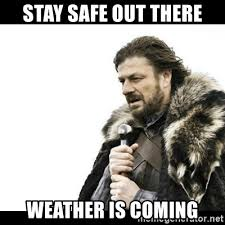 STAY SAFE OUT THERE
WEATHER IS COMING
memegenerator.net